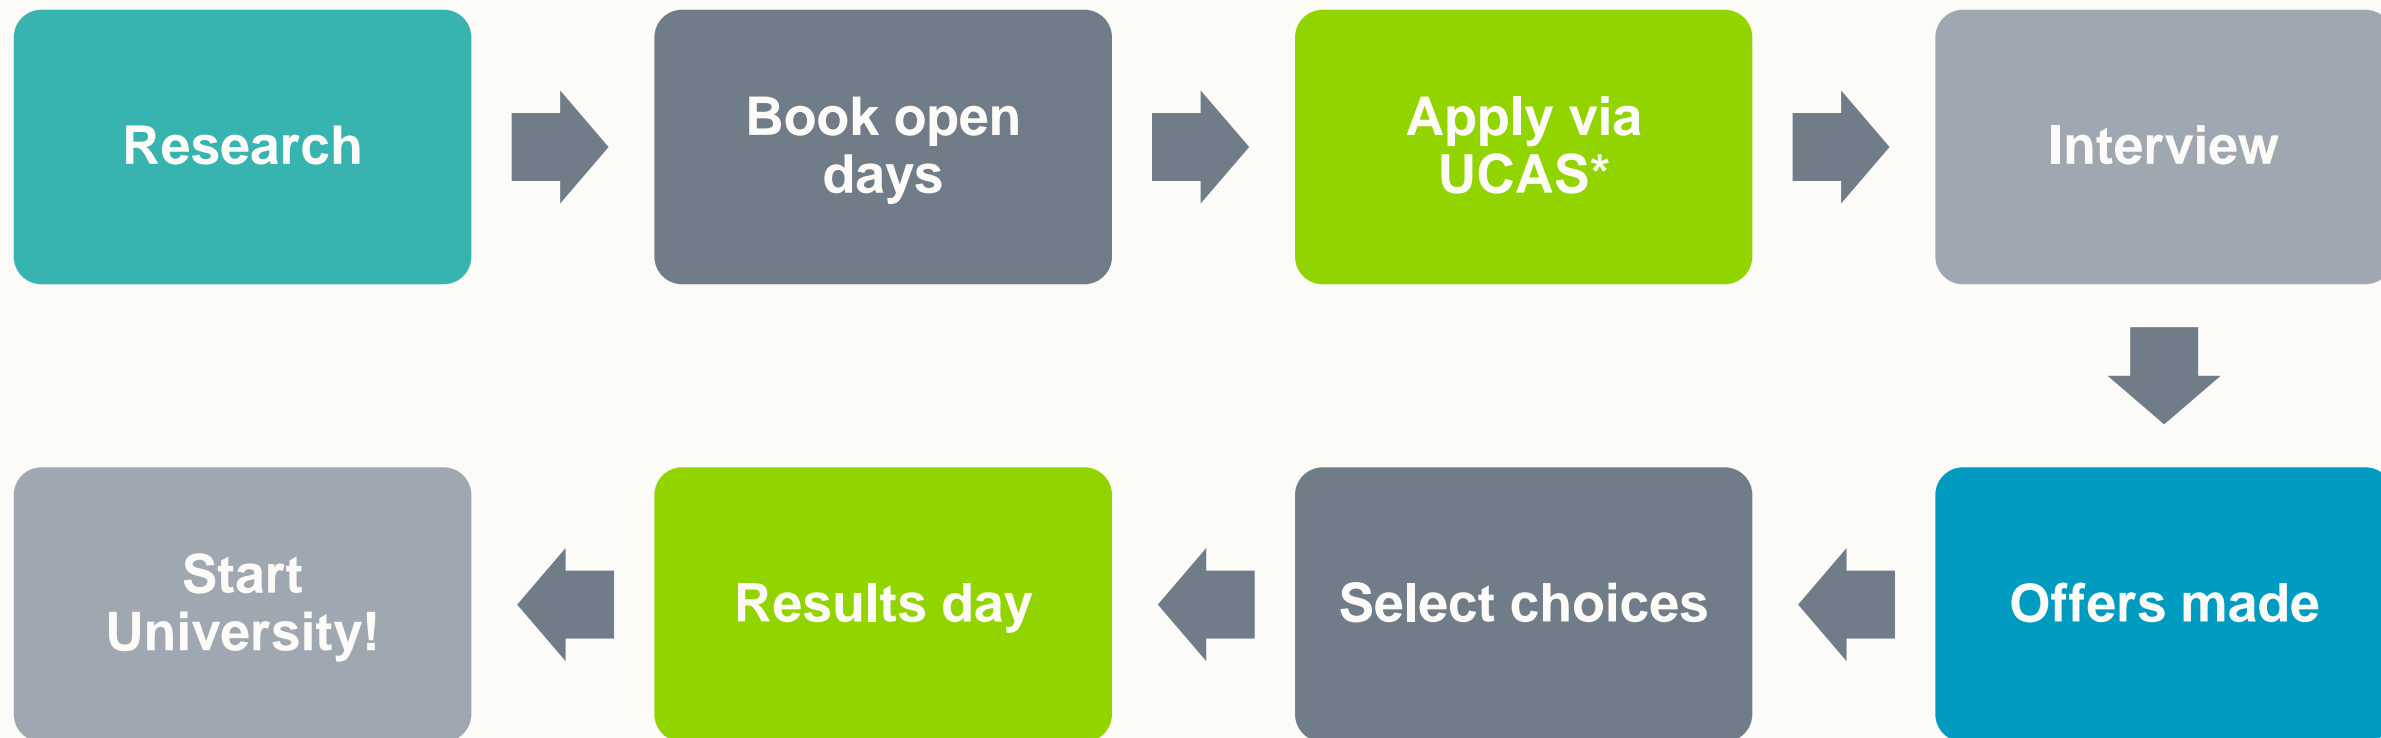 Research
Book open
days
Apply via
UCAS*
Interview
Offers made
Select choices
Results day
Start
University!